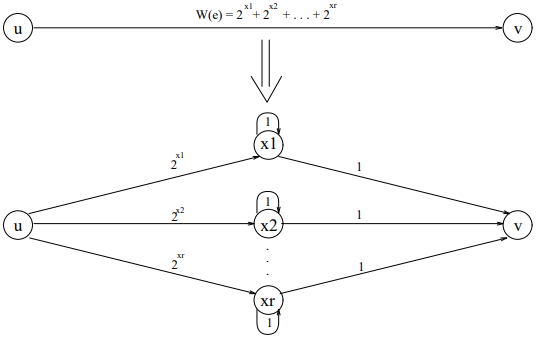 u W(e) = 2^x1 + 2^x2 + . . . + 2^xr v
1
x1
2^x1 1
1
u 2^x2 x2 1 v
.
.
.
2^xr 1
xr
1